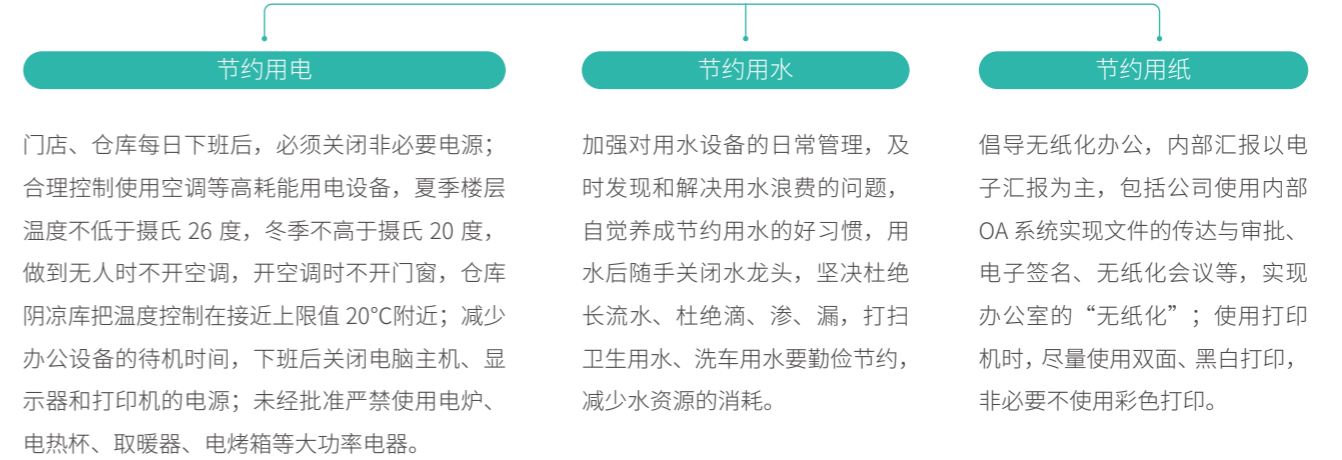 节约用电
门店、仓库每日下班后，必须关闭非必要电源；
合理控制使用空调等高耗能用电设备，夏季楼层
温度不低于摄氏 26 度，冬季不高于摄氏 20 度，
做到无人时不开空调，开空调时不开门窗，仓库
阴凉库把温度控制在接近上限值 20℃附近；减少
办公设备的待机时间，下班后关闭电脑主机、显
示器和打印机的电源；未经批准严禁使用电炉、
电热杯、取暖器、电烤箱等大功率电器。
节约用水
加强对用水设备的日常管理，及
时发现和解决用水浪费的问题，
自觉养成节约用水的好习惯，用
水后随手关闭水龙头，坚决杜绝
长流水、杜绝滴、渗、漏，打扫
卫生用水、洗车用水要勤俭节约，
减少水资源的消耗。
节约用纸
倡导无纸化办公，内部汇报以电
子汇报为主，包括公司使用内部
OA 系统实现文件的传达与审批、
电子签名、无纸化会议等，实现
办公室的“无纸化”；使用打印
机时，尽量使用双面、黑白打印，
非必要不使用彩色打印。